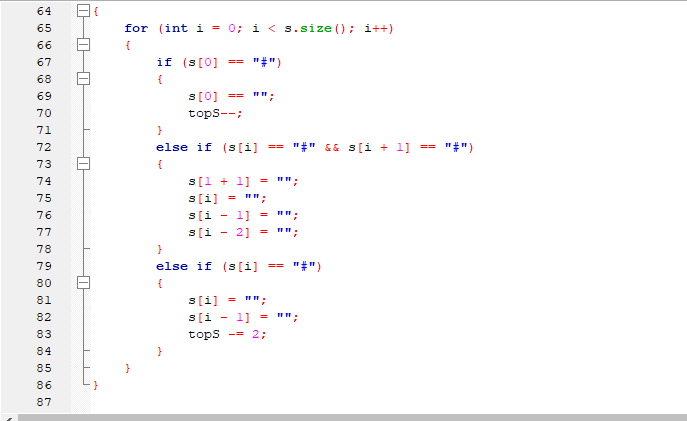 64 {
65 for (int i = 0; i < s.size(); i++)
66 {
67 if (s[0] == "#")
68 {
69 s[0] == "";
70 topS--;
71 }
72 else if (s[i] == "#" && s[i + 1] == "#")
73 {
74 s[1 + 1] = "";
75 s[i] = "";
76 s[i - 1] = "";
77 s[i - 2] = "";
78 }
79 else if (s[i] == "#")
80 {
81 s[i] = "";
82 s[i - 1] = "";
83 topS -= 2;
84 }
85 }
86 }
87